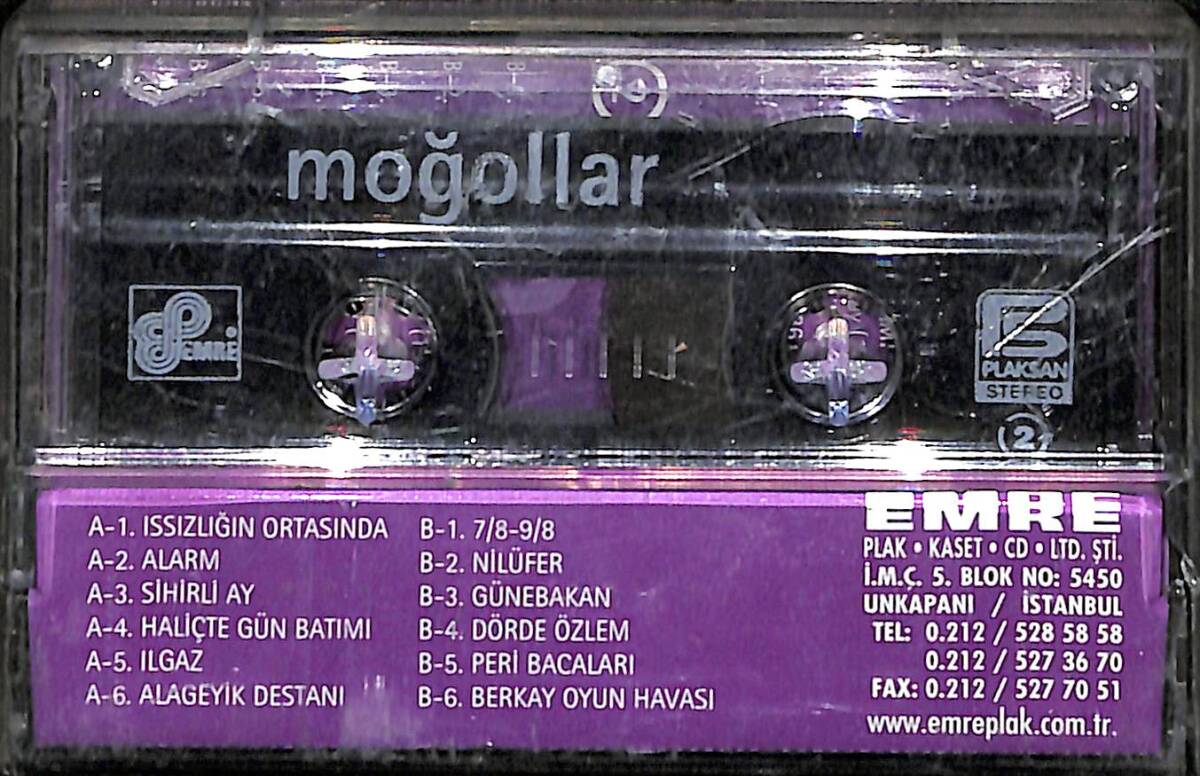 moğollar
EMRE
PLAKSAN
STEREO
2
A-1. ISSIZLIĞIN ORTASINDA
A-2. ALARM
A-3. SİHİRLİ AY
A-4. HALİÇTE GÜN BATIMI
A-5. ILGAZ
A-6. ALAGEYİK DESTANI
B-1. 7/8-9/8
B-2. NİLÜFER
B-3. GÜNEBAKAN
B-4. DÖRDE ÖZLEM
B-5. PERİ BACALARI
B-6. BERKAY OYUN HAVASI
EMRE
PLAK • KASET • CD • LTD. ŞTİ.
İ.M.Ç. 5. BLOK NO: 5450
UNKAPANI / İSTANBUL
TEL: 0.212 / 528 58 58
0.212 / 527 36 70
FAX: 0.212 / 527 70 51
www.emreplak.com.tr.